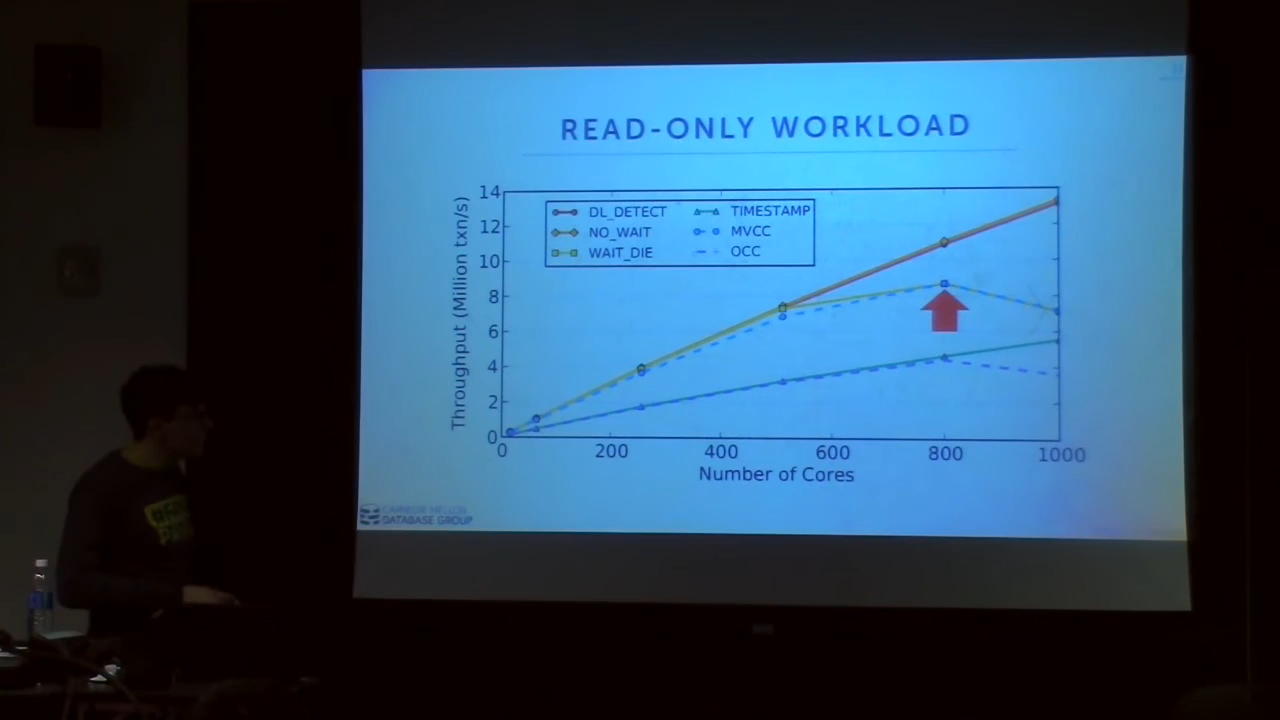 READ-ONLY WORKLOAD
Throughput (Million txn/s)
14
12
10
8
6
4
2
0
DL_DETECT
NO_WAIT
WAIT_DIE
TIMESTAMP
MVCC
OCC
0 200 400 600 800 1000
Number of Cores
CARNEGIE MELLON
DATABASE GROUP